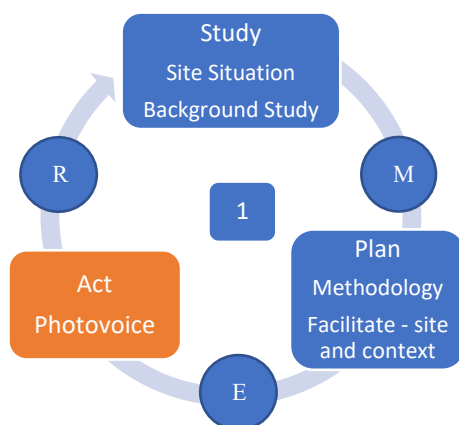 Study
Site Situation
Background Study
R
M
1
Plan
Methodology
Facilitate - site
and context
Act
Photovoice
E